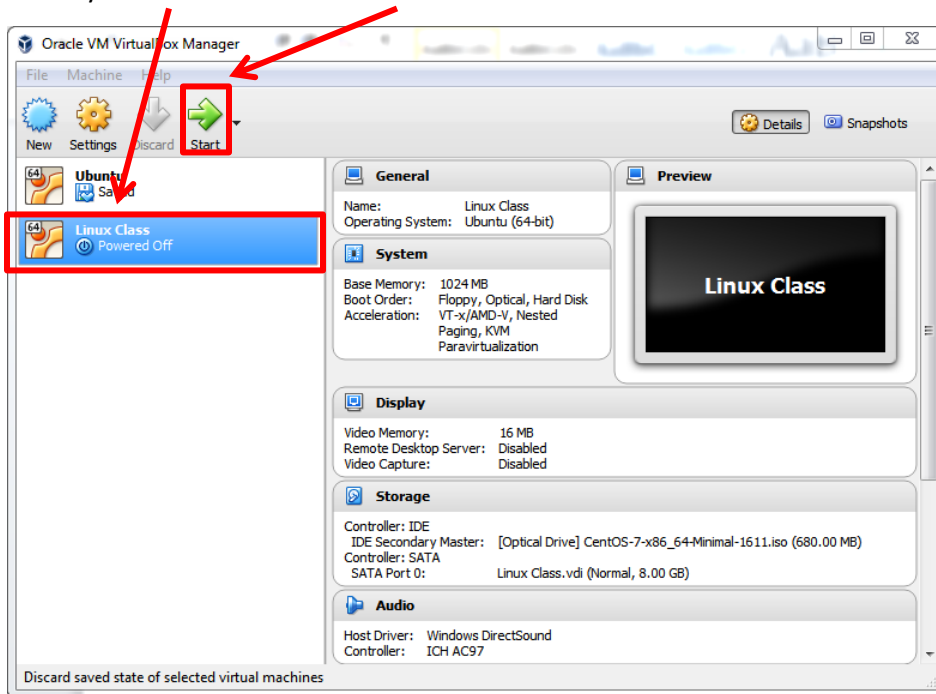 Oracle VM VirtualBox Manager
File Machine Help
New Settings Discard Start
Details Snapshots
64 Ubuntu
Saved
64 Linux Class
Powered Off
General
Name: Linux Class
Operating System: Ubuntu (64-bit)
System
Base Memory: 1024 MB
Boot Order: Floppy, Optical, Hard Disk
Acceleration: VT-x/AMD-V, Nested
Paging, KVM
Paravirtualization
Preview
Linux Class
Display
Video Memory: 16 MB
Remote Desktop Server: Disabled
Video Capture: Disabled
Storage
Controller: IDE
IDE Secondary Master: [Optical Drive] CentOS-7-x86_64-Minimal-1611.iso (680.00 MB)
Controller: SATA
SATA Port 0: Linux Class.vdi (Normal, 8.00 GB)
Audio
Host Driver: Windows DirectSound
Controller: ICH AC97
Discard saved state of selected virtual machines